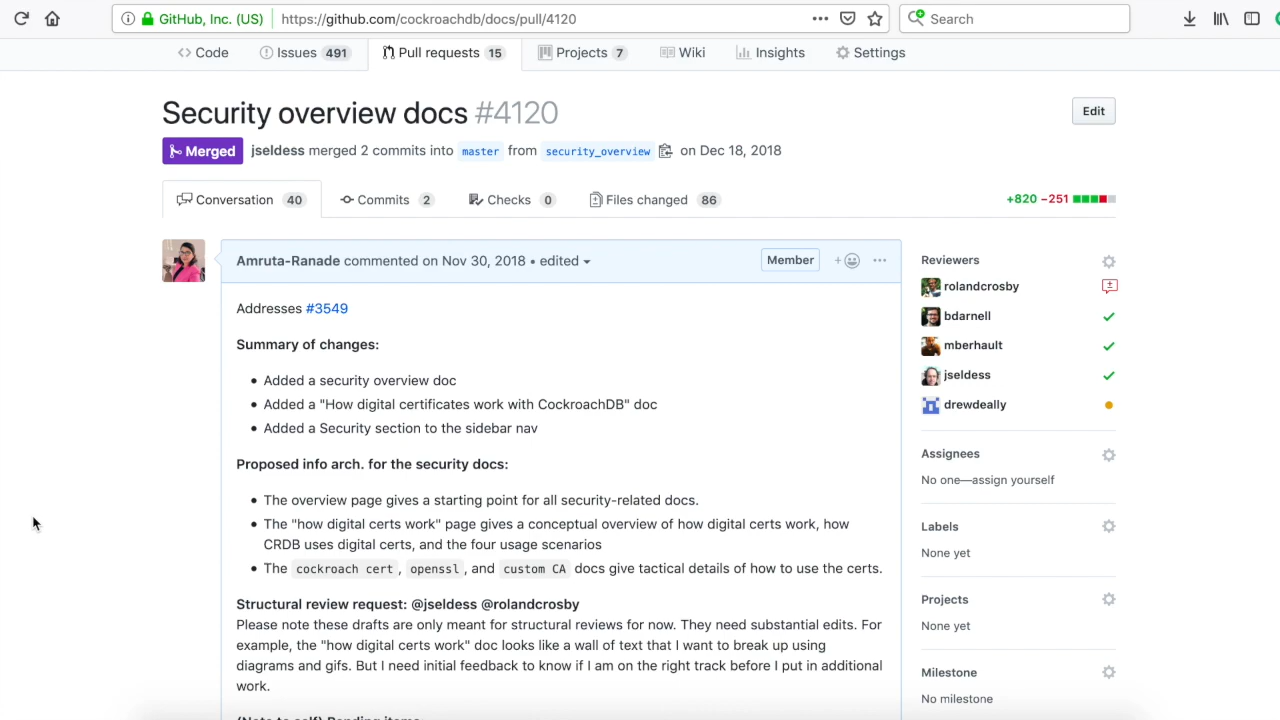 GitHub, Inc. (US) https://github.com/cockroachdb/docs/pull/4120 Search
Code Issues 491 Pull requests 15 Projects 7 Wiki Insights Settings
Security overview docs #4120 Edit
Merged jseldess merged 2 commits into master from security_overview on Dec 18, 2018
Conversation 40 Commits 2 Checks 0 Files changed 86 +820 −251
Amruta-Ranade commented on Nov 30, 2018 • edited Member
Addresses #3549
Summary of changes:
• Added a security overview doc
• Added a "How digital certificates work with CockroachDB" doc
• Added a Security section to the sidebar nav
Proposed info arch. for the security docs:
• The overview page gives a starting point for all security-related docs.
• The "how digital certs work" page gives a conceptual overview of how digital certs work, how
CRDB uses digital certs, and the four usage scenarios
• The cockroach cert, openssl, and custom CA docs give tactical details of how to use the certs.
Structural review request: @jseldess @rolandcrosby
Please note these drafts are only meant for structural reviews for now. They need substantial edits. For
example, the "how digital certs work" doc looks like a wall of text that I want to break up using
diagrams and gifs. But I need initial feedback to know if I am on the right track before I put in additional
work.
(Note to self) Pending items
Reviewers
rolandcrosby
bdarnell
mberhault
jseldess
drewdeally
Assignees
No one—assign yourself
Labels
None yet
Projects
None yet
Milestone
No milestone